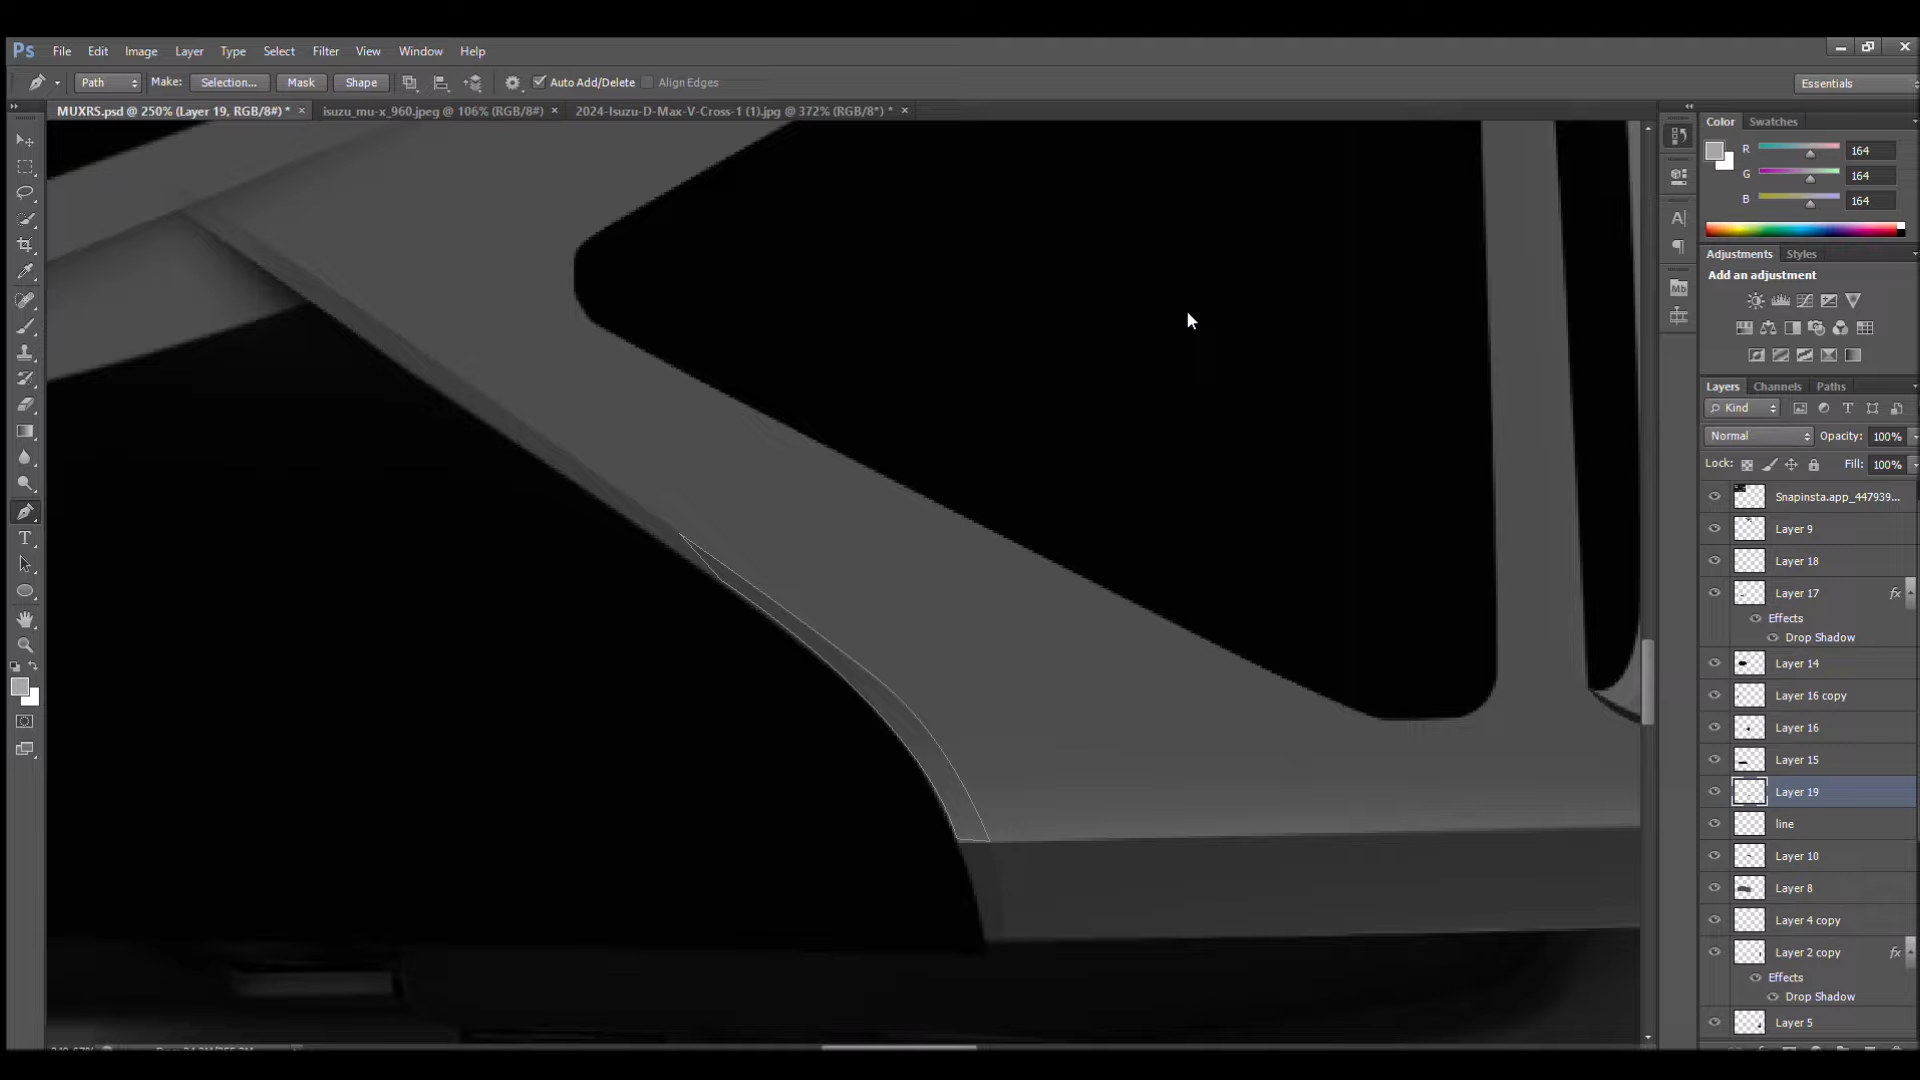 Ps File Edit Image Layer Type Select Filter View Window Help
Path Make: Selection... Mask Shape Auto Add/Delete Align Edges Essentials
MUXRS.psd @ 250% (Layer 19, RGB/8#) * × isuzu_mu-x_960.jpeg @ 106% (RGB/8#) × 2024-Isuzu-D-Max-V-Cross-1 (1).jpg @ 372% (RGB/8*) * ×
Color Swatches
R 164
G 164
B 164
Adjustments Styles
Add an adjustment
Mb
Layers Channels Paths
Kind
Normal Opacity: 100%
Lock: Fill: 100%
Snapinsta.app_447939...
Layer 9
Layer 18
Layer 17 fx
Effects
Drop Shadow
Layer 14
Layer 16 copy
Layer 16
Layer 15
Layer 19
line
Layer 10
Layer 8
Layer 4 copy
Layer 2 copy fx
Effects
Drop Shadow
Layer 5